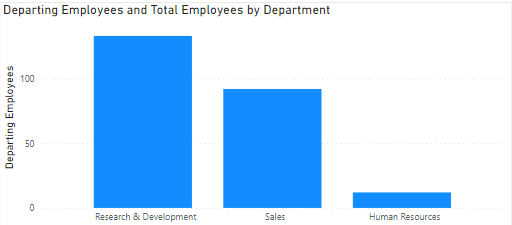 Departing Employees and Total Employees by Department
Departing Employees
100
50
0
Research & Development
Sales
Human Resources